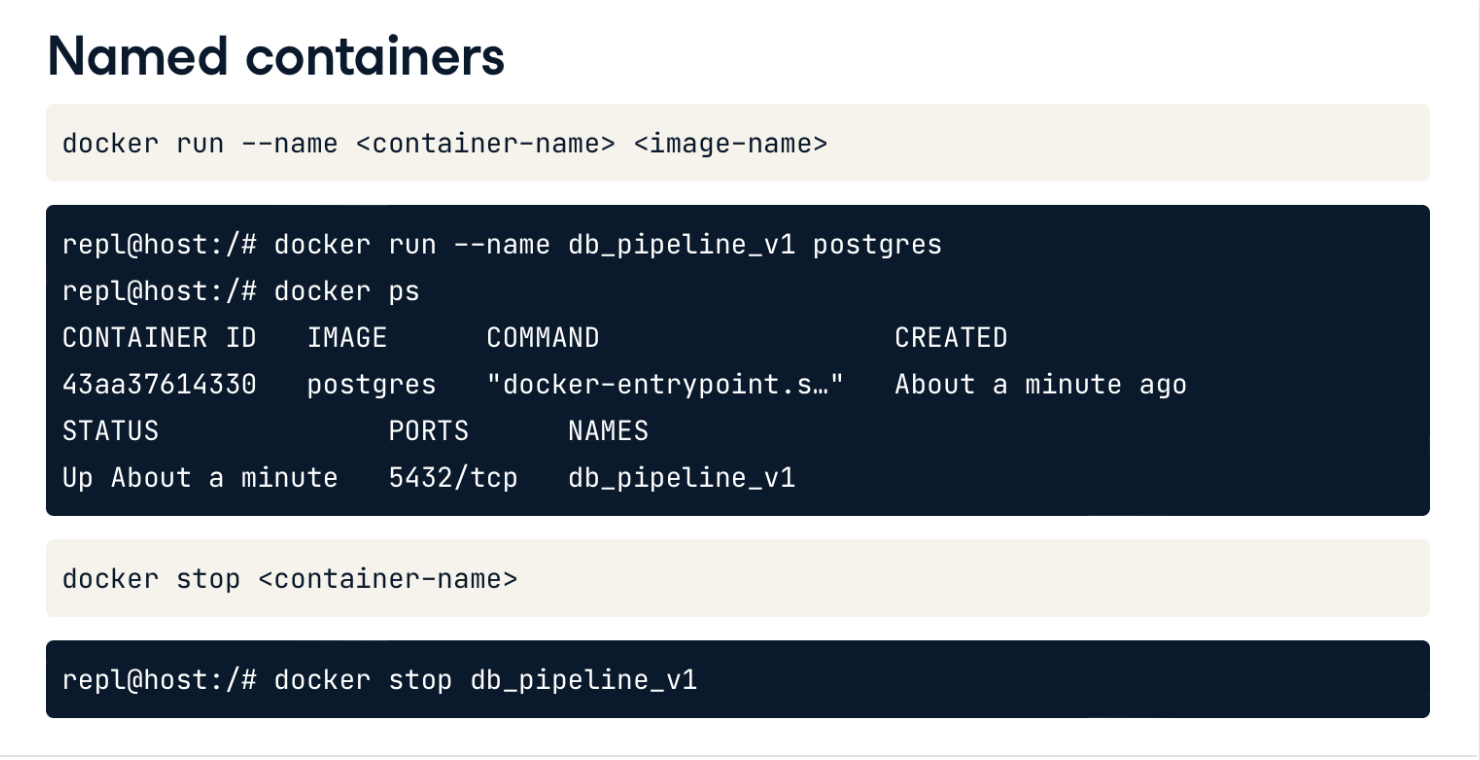 Named containers
docker run --name <container-name> <image-name>
repl@host:/# docker run --name db_pipeline_v1 postgres
repl@host:/# docker ps
CONTAINER ID   IMAGE      COMMAND                  CREATED
43aa37614330   postgres   "docker-entrypoint.s…"   About a minute ago
STATUS              PORTS      NAMES
Up About a minute   5432/tcp   db_pipeline_v1
docker stop <container-name>
repl@host:/# docker stop db_pipeline_v1